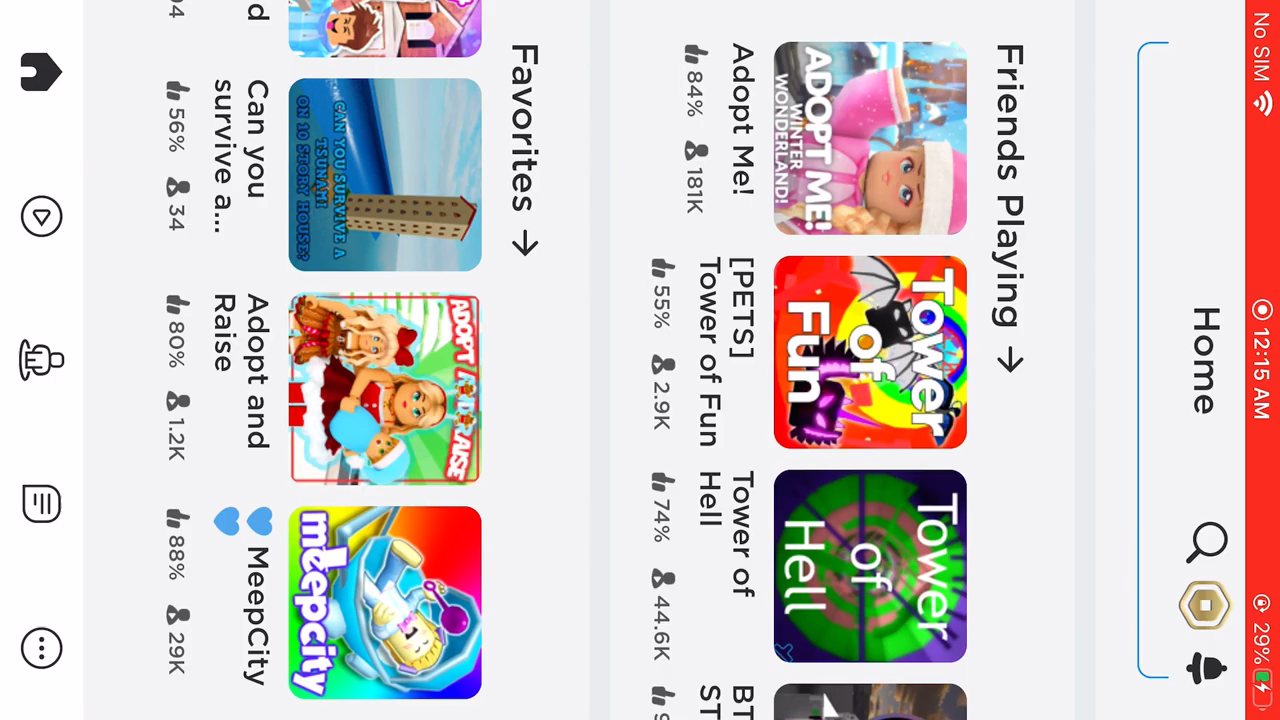 No SIM 12:15 AM 29%
Home
Friends Playing →
ADOPT ME!
WINTER
WONDERLAND!
Adopt Me!
84% 181K
Tower
of
Fun
[PETS]
Tower of Fun
55% 2.9K
Tower
of
Hell
Tower of
Hell
74% 44.6K
BT
ST
9
Favorites →
d
94
CAN YOU SURVIVE A
TSUNAMI
ON 10 STORY HOUSE?
Can you
survive a...
56% 34
ADOPT AND RAISE
Adopt and
Raise
80% 1.2K
meepcity
💙 MeepCity
💙
88% 29K